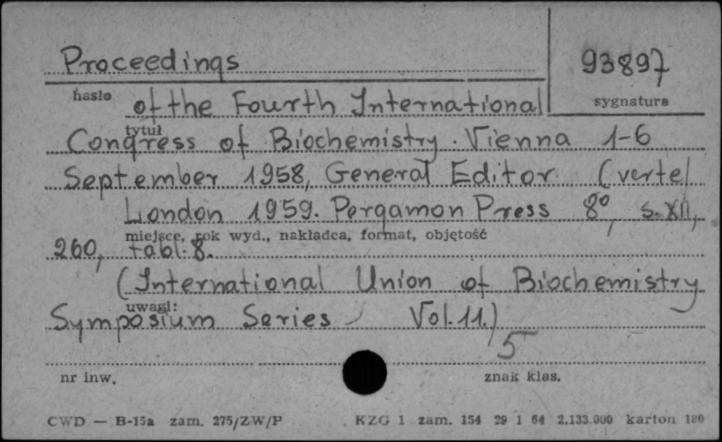 Proceedings 93897
hasło sygnatura
of the Fourth International
tytuł
Congress of Biochemistry. Vienna 1-6
September 1958, General Editor (verte/
London 1959. Pergamon Press 8°, s. XII,
miejsce, rok wyd., nakładca, format, objętość
260, tabl. 8.
(International Union of Biochemistry
uwagi:
Symposium Series / Vol. 11.)
5
nr inw. znak klas.
CWD — B-15a zam. 275/ZW/P KZG 1 zam. 154 29 1 64 2.133.000 karton 180